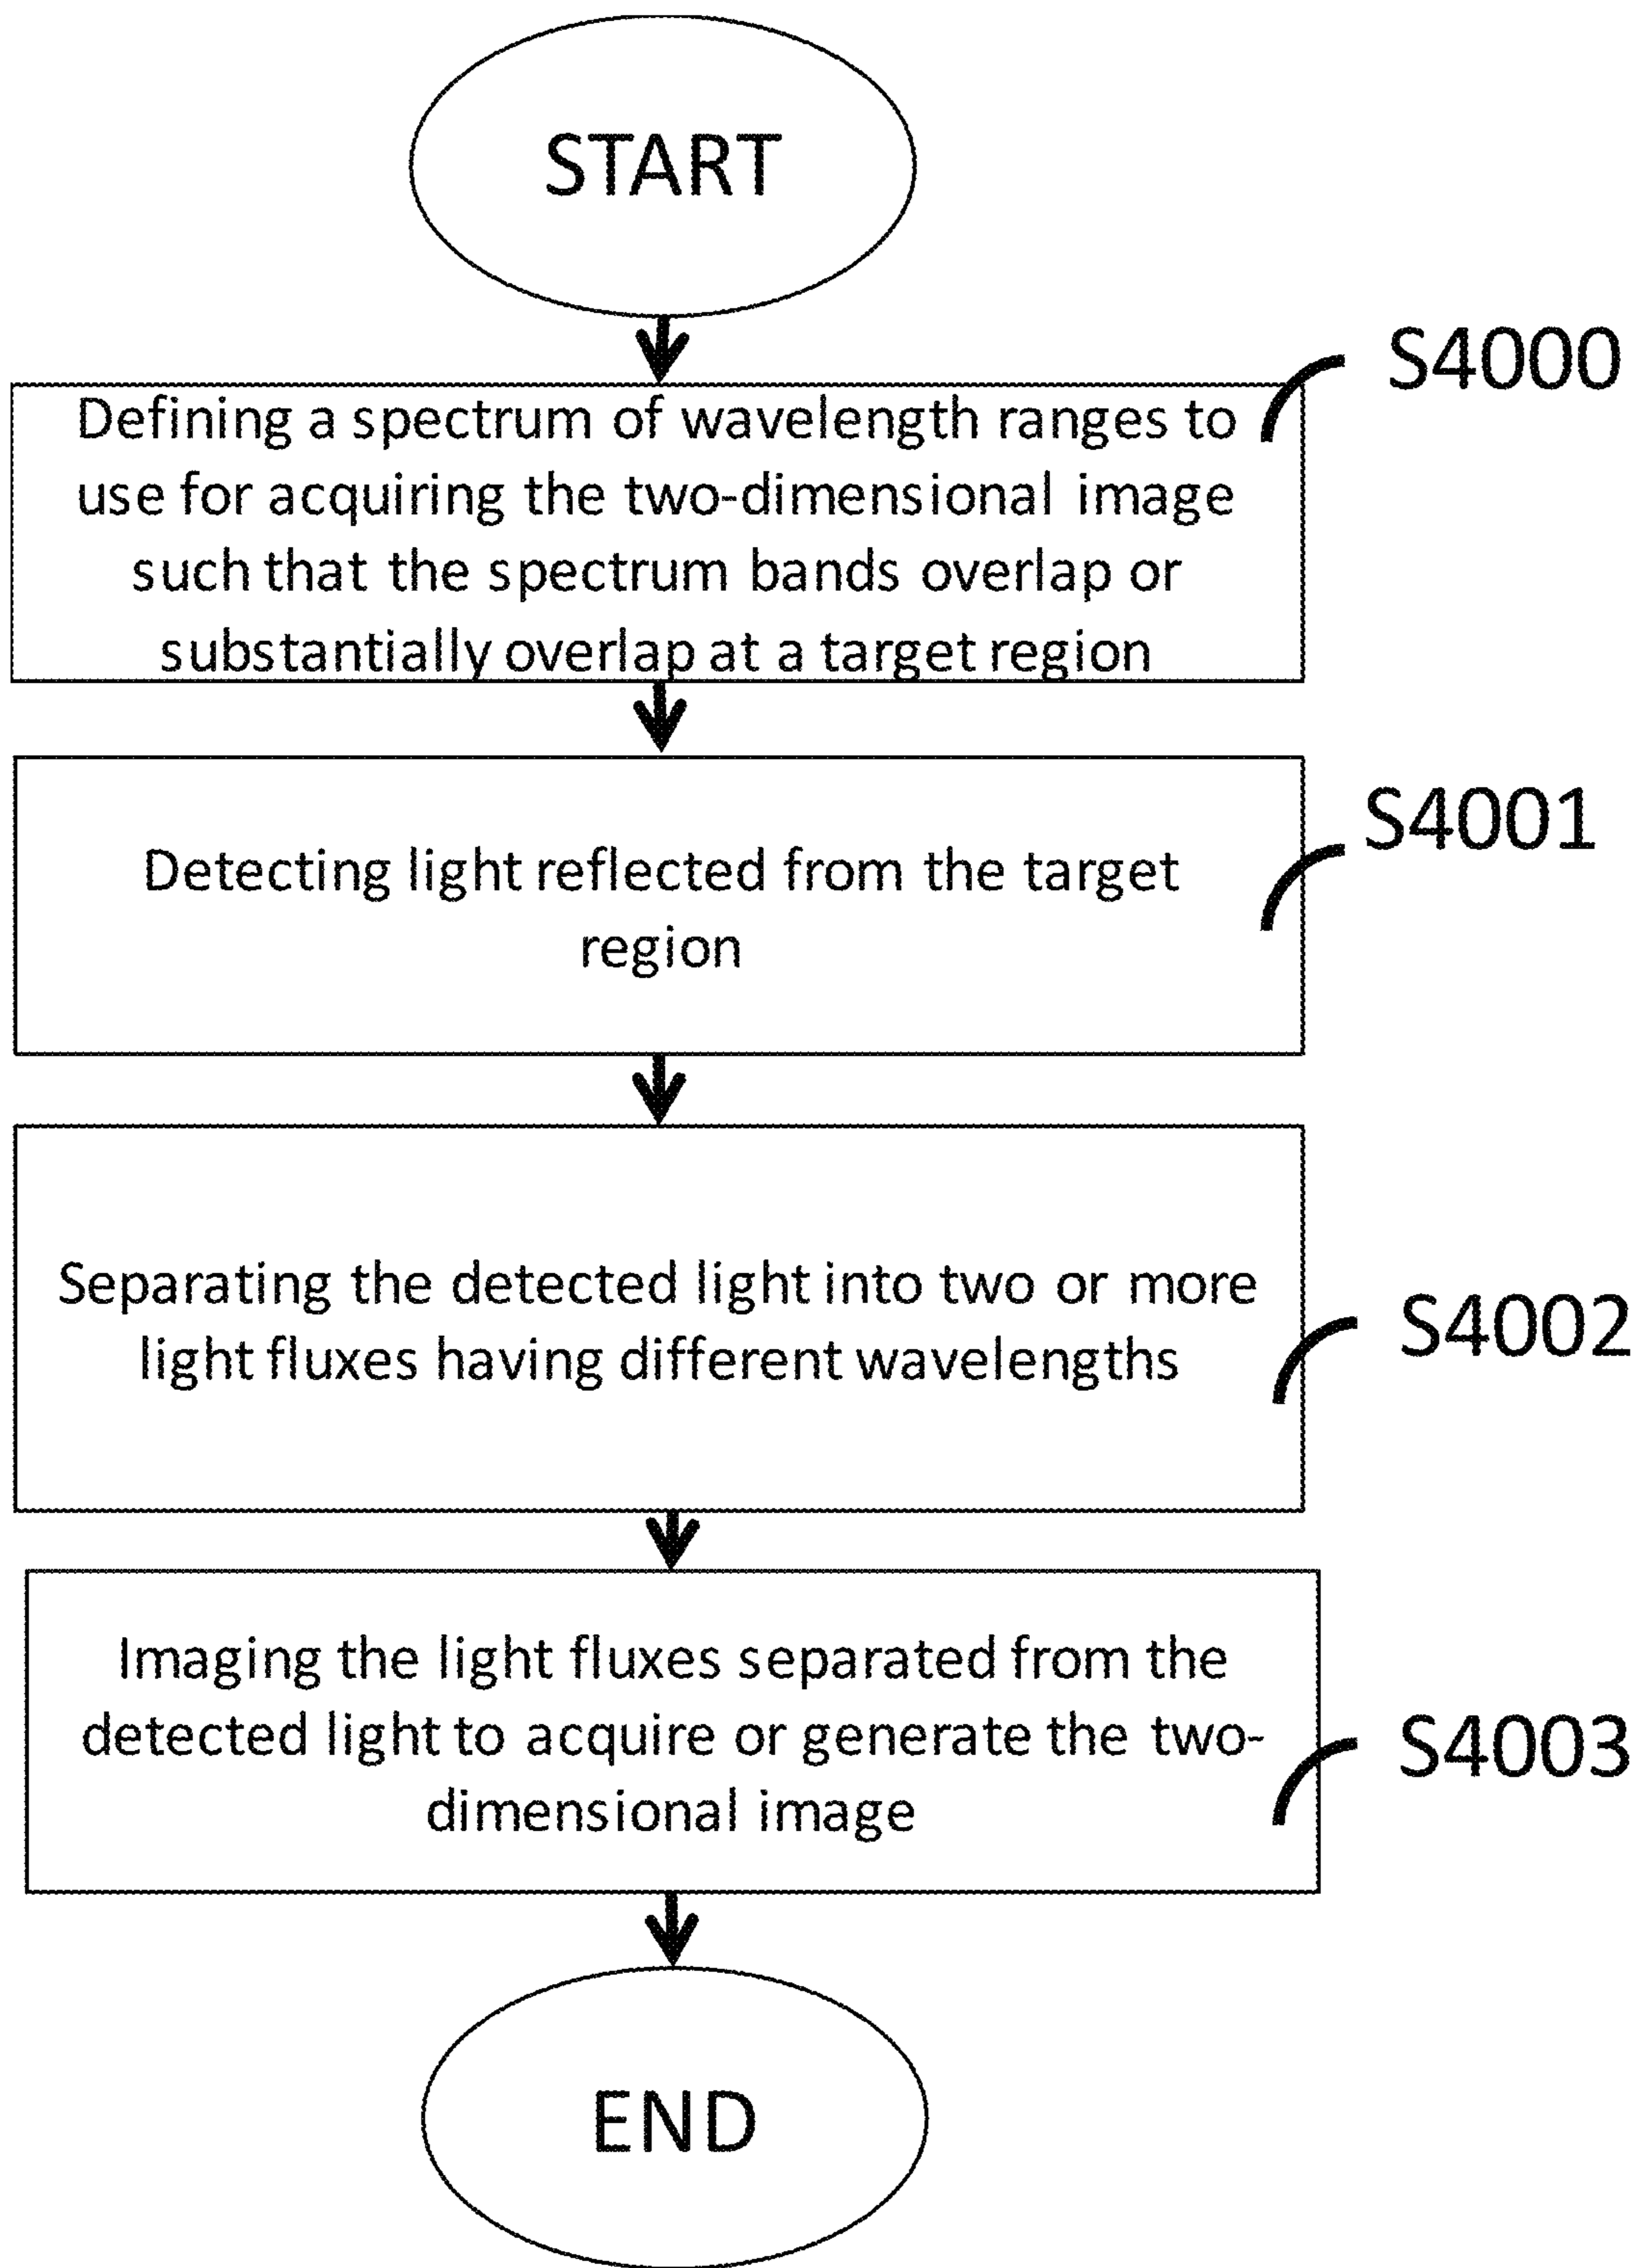 START
S4000
Defining a spectrum of wavelength ranges to
use for acquiring the two-dimensional image
such that the spectrum bands overlap or
substantially overlap at a target region
S4001
Detecting light reflected from the target
region
Separating the detected light into two or more
S4002
light fluxes having different wavelengths
Imaging the light fluxes separated from the
detected light to acquire or generate the two-
S4003
dimensional image
END